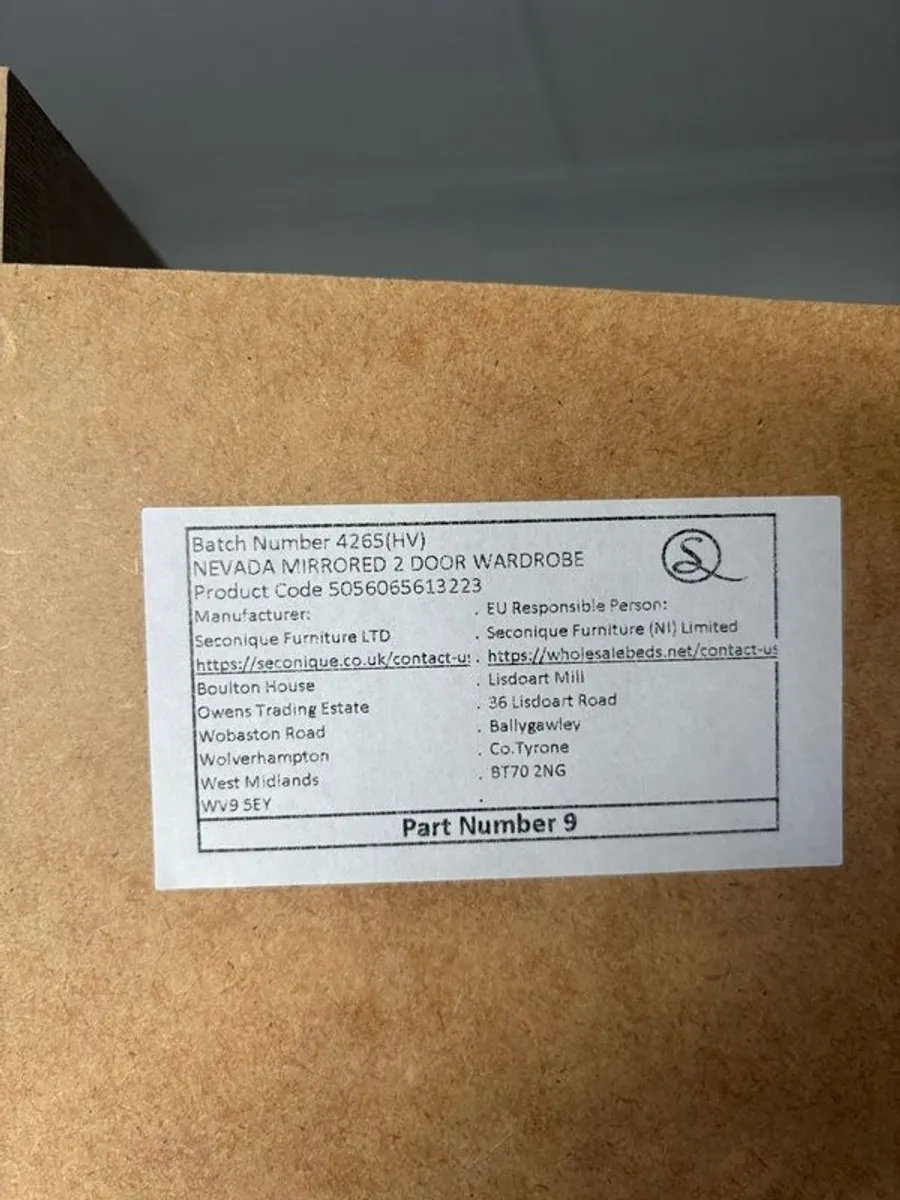 Batch Number 4265(HV)
NEVADA MIRRORED 2 DOOR WARDROBE
Product Code 5056065613223
Manufacturer:
Seconique Furniture LTD
https://seconique.co.uk/contact-us
Boulton House
Owens Trading Estate
Wobaston Road
Wolverhampton
West Midlands
WV9 5EY
. EU Responsible Person:
. Seconique Furniture (NI) Limited
. https://wholesalebeds.net/contact-us
. Lisdoart Mill
. 36 Lisdoart Road
. Ballygawley
. Co.Tyrone
. BT70 2NG
.
Part Number 9